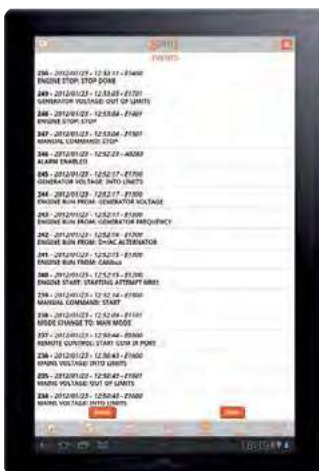 EVENTS
250 - 2012/01/23 - 12:53:11 - E1400
ENGINE STOP: STOP DONE
249 - 2012/01/23 - 12:53:05 - E1701
GENERATOR VOLTAGE: OUT OF LIMITS
248 - 2012/01/23 - 12:53:04 - E1401
ENGINE STOP: STOP
247 - 2012/01/23 - 12:53:04 - E1501
MANUAL COMMAND: STOP
246 - 2012/01/23 - 12:52:23 - A0283
ALARM ENABLED
245 - 2012/01/23 - 12:52:17 - E1700
GENERATOR VOLTAGE: INTO LIMITS
244 - 2012/01/23 - 12:52:17 - E1300
ENGINE RUN FROM: GENERATOR VOLTAGE
243 - 2012/01/23 - 12:52:17 - E1300
ENGINE RUN FROM: GENERATOR FREQUENCY
242 - 2012/01/23 - 12:52:16 - E1300
ENGINE RUN FROM: D+/AC ALTERNATOR
241 - 2012/01/23 - 12:52:15 - E1300
ENGINE RUN FROM: CANbus
240 - 2012/01/23 - 12:52:15 - E1200
ENGINE START: STARTING ATTEMPT NR01
239 - 2012/01/23 - 12:52:14 - E1500
MANUAL COMMAND: START
238 - 2012/01/23 - 12:52:09 - E1101
MODE CHANGE TO: MAN MODE
237 - 2012/01/23 - 12:50:44 -
REMOTE CONTROL: START COM IR PORT
236 - 2012/01/23 - 12:50:43 - E1600
MAINS VOLTAGE: INTO LIMITS
235 - 2012/01/23 - 12:50:43 - E1601
MAINS VOLTAGE: OUT OF LIMITS
234 - 2012/01/23 - 12:50:43 - E1600
MAINS VOLTAGE: INTO LIMITS